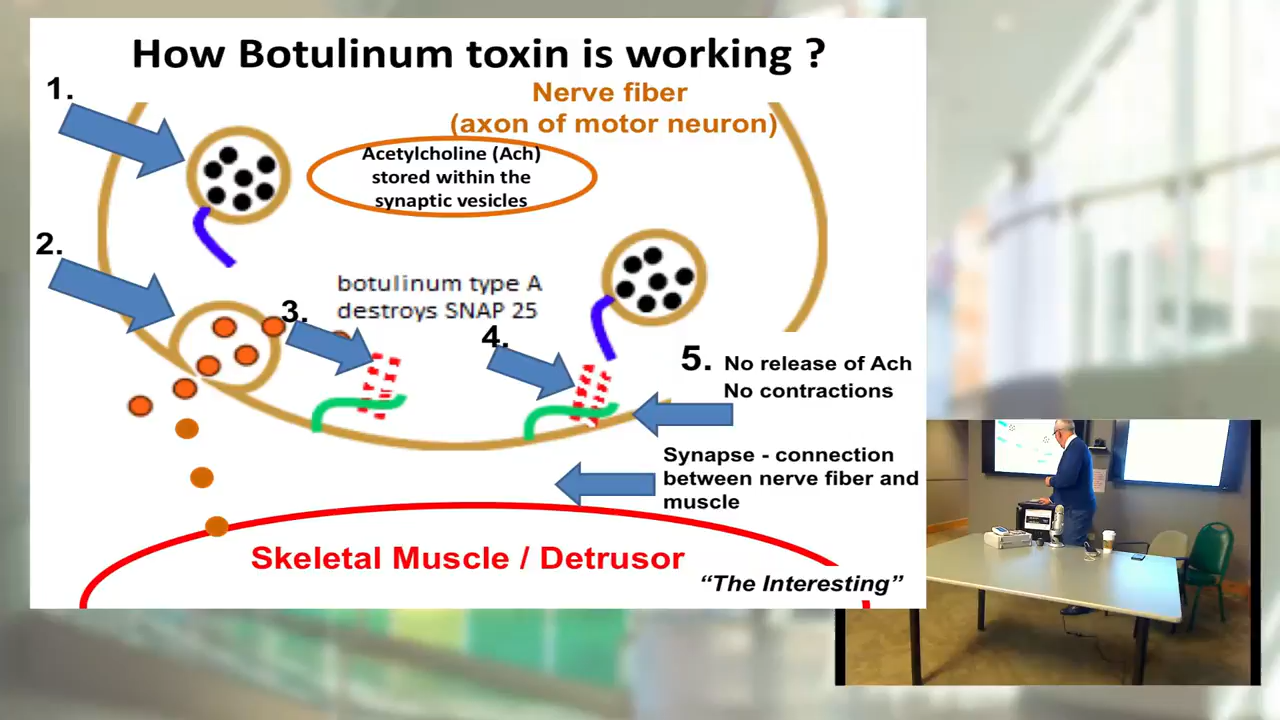 How Botulinum toxin is working ?
1.
Nerve fiber
(axon of motor neuron)
Acetylcholine (Ach)
stored within the
synaptic vesicles
2.
botulinum type A
destroys SNAP 25
3.
4.
5. No release of Ach
No contractions
Synapse - connection
between nerve fiber and
muscle
Skeletal Muscle / Detrusor
“The Interesting”